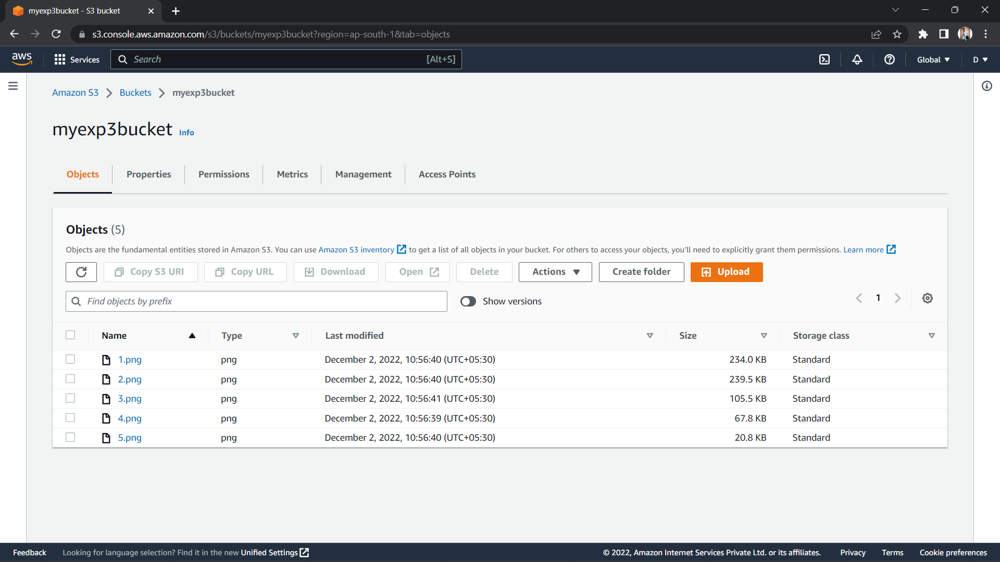 myexp3bucket - S3 bucket
s3.console.aws.amazon.com/s3/buckets/myexp3bucket?region=ap-south-1&tab=objects
aws Services Search [Alt+S] Global D
Amazon S3 Buckets myexp3bucket
myexp3bucket Info
Objects Properties Permissions Metrics Management Access Points
Objects (5)
Objects are the fundamental entities stored in Amazon S3. You can use Amazon S3 inventory to get a list of all objects in your bucket. For others to access your objects, you'll need to explicitly grant them permissions. Learn more
Copy S3 URI Copy URL Download Open Delete Actions Create folder Upload
Find objects by prefix Show versions 1
Name Type Last modified Size Storage class
1.png png December 2, 2022, 10:56:40 (UTC+05:30) 234.0 KB Standard
2.png png December 2, 2022, 10:56:40 (UTC+05:30) 239.5 KB Standard
3.png png December 2, 2022, 10:56:41 (UTC+05:30) 105.5 KB Standard
4.png png December 2, 2022, 10:56:39 (UTC+05:30) 67.8 KB Standard
5.png png December 2, 2022, 10:56:40 (UTC+05:30) 20.8 KB Standard
Feedback Looking for language selection? Find it in the new Unified Settings © 2022, Amazon Internet Services Private Ltd. or its affiliates. Privacy Terms Cookie preferences